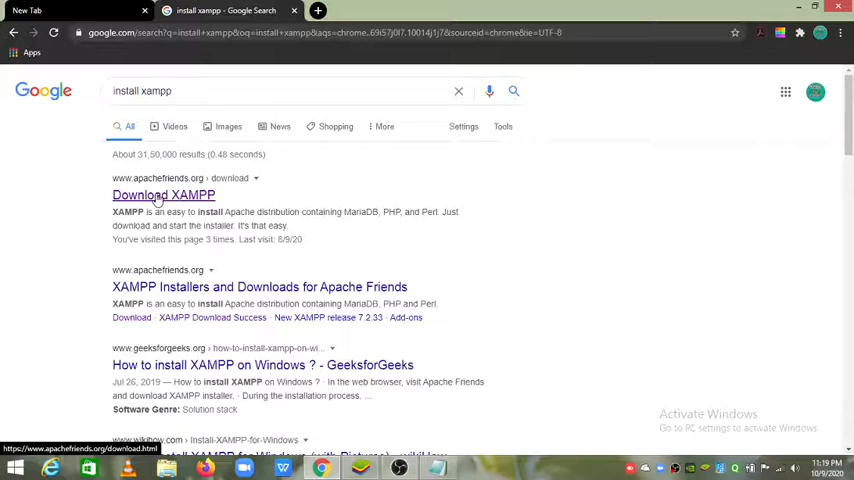 New Tab
install xampp - Google Search
google.com/search?q=install+xampp&oq=install+xampp&aqs=chrome..69i57j0l7.10014j1j7&sourceid=chrome&ie=UTF-8
Apps
Google
install xampp
All
Videos
Images
News
Shopping
More
Settings
Tools
About 31,50,000 results (0.48 seconds)
www.apachefriends.org › download
Download XAMPP
XAMPP is an easy to install Apache distribution containing MariaDB, PHP, and Perl. Just
download and start the installer. It's that easy.
You've visited this page 3 times. Last visit: 8/9/20
www.apachefriends.org
XAMPP Installers and Downloads for Apache Friends
XAMPP is an easy to install Apache distribution containing MariaDB, PHP and Perl.
Download · XAMPP Download Success · New XAMPP release 7.2.33 · Add-ons
www.geeksforgeeks.org › how-to-install-xampp-on-wi...
How to install XAMPP on Windows ? - GeeksforGeeks
Jul 26, 2019 — How to install XAMPP on Windows ? · In the web browser, visit Apache Friends
and download XAMPP installer. · During the installation process, ...
Software Genre: Solution stack
Activate Windows
Go to PC settings to activate Windows.
www.wikihow.com › Install-XAMPP-for-Windows
https://www.apachefriends.org/download.html
XAMPP for Windows (with Pictures) - wikiHow
11:19 PM
10/9/2020